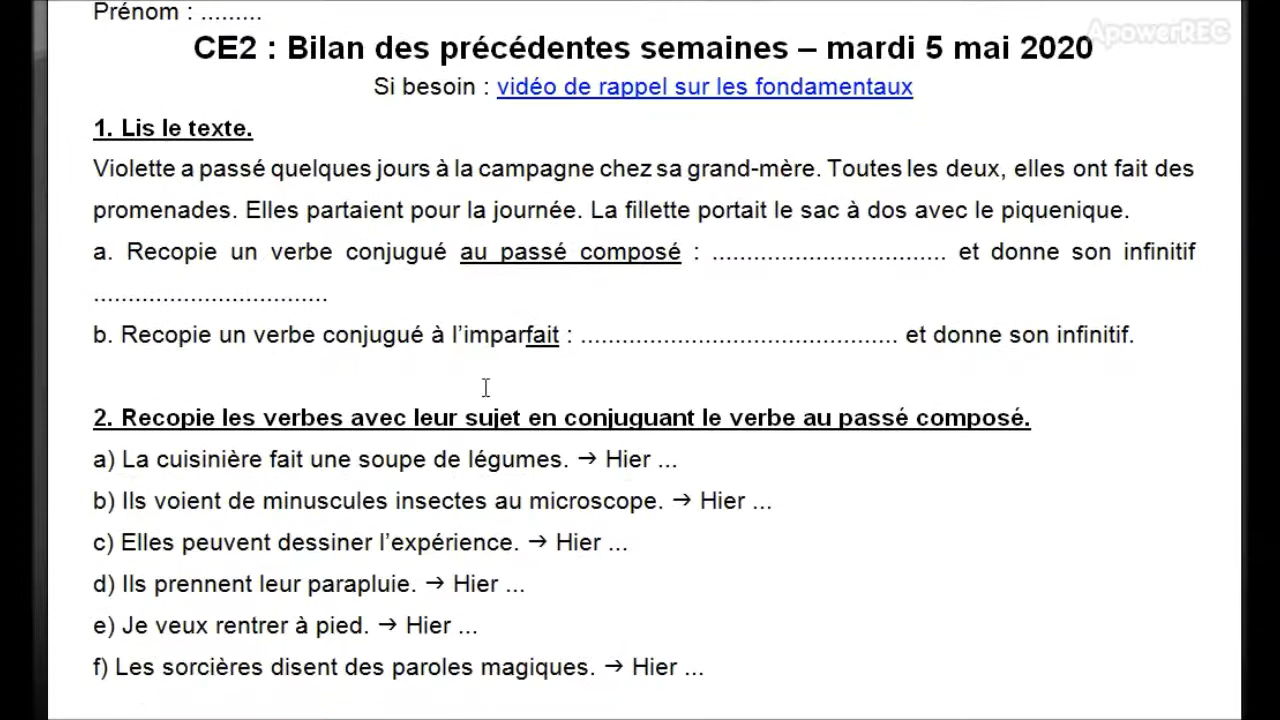 Prénom : .........
ApowerREC
CE2 : Bilan des précédentes semaines – mardi 5 mai 2020
Si besoin : vidéo de rappel sur les fondamentaux
1. Lis le texte.
Violette a passé quelques jours à la campagne chez sa grand-mère. Toutes les deux, elles ont fait des
promenades. Elles partaient pour la journée. La fillette portait le sac à dos avec le piquenique.
a. Recopie un verbe conjugué au passé composé : .................................. et donne son infinitif
..................................
b. Recopie un verbe conjugué à l’imparfait : .............................................. et donne son infinitif.
2. Recopie les verbes avec leur sujet en conjuguant le verbe au passé composé.
a) La cuisinière fait une soupe de légumes. → Hier ...
b) Ils voient de minuscules insectes au microscope. → Hier ...
c) Elles peuvent dessiner l’expérience. → Hier ...
d) Ils prennent leur parapluie. → Hier ...
e) Je veux rentrer à pied. → Hier ...
f) Les sorcières disent des paroles magiques. → Hier ...